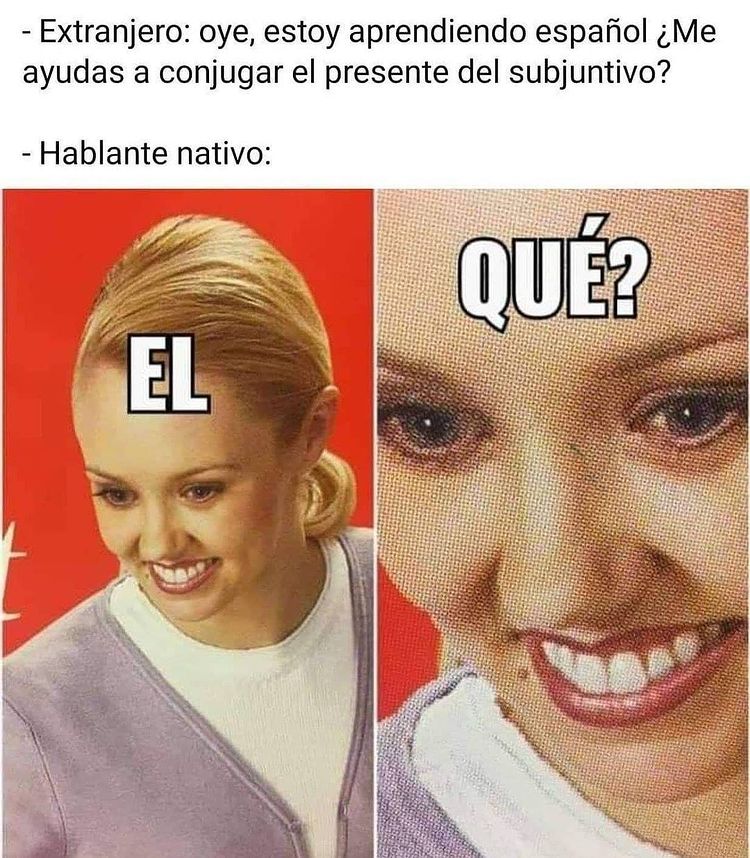 - Extranjero: oye, estoy aprendiendo español ¿Me
ayudas a conjugar el presente del subjuntivo?
- Hablante nativo:
EL
QUÉ?